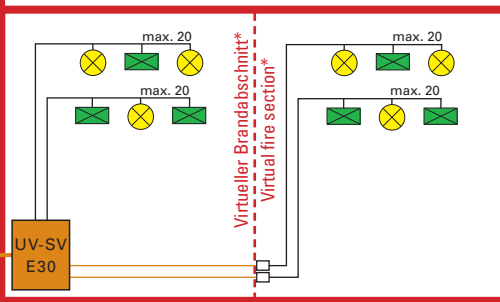 max. 20
max. 20
Virtueller Brandabschnitt*
Virtual fire section*
max. 20
max. 20
UV-SV
E30